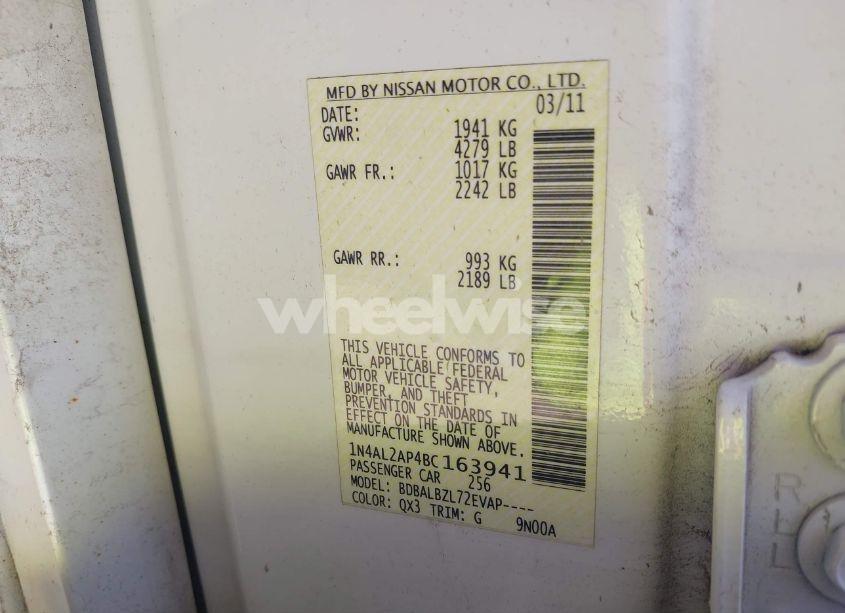 MFD BY NISSAN MOTOR CO., LTD.
DATE: 03/11
GVWR: 1941 KG
4279 LB
GAWR FR.: 1017 KG
2242 LB
GAWR RR.: 993 KG
2189 LB
wheelwise
THIS VEHICLE CONFORMS TO
ALL APPLICABLE FEDERAL
MOTOR VEHICLE SAFETY,
BUMPER, AND THEFT
PREVENTION STANDARDS IN
EFFECT ON THE DATE OF
MANUFACTURE SHOWN ABOVE.
1N4AL2AP4BC163941
PASSENGER CAR 256
MODEL: BDBALBZL72EVAP----
COLOR: QX3 TRIM: G 9N00A